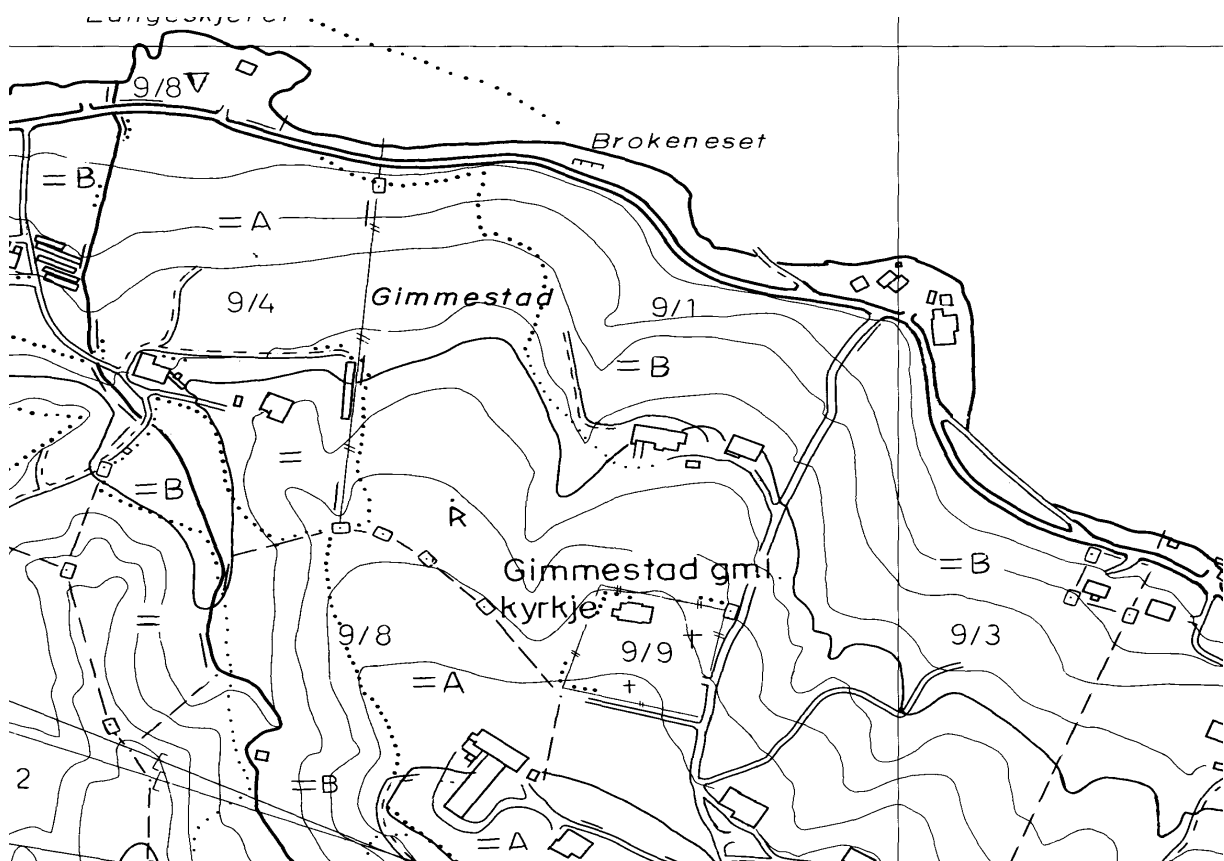 9/8
Brokeneset
= B
= A
9/4
Gimmestad
9/1
= B
= B
=
R
Gimmestad gml.
kyrkje
= B
=
9/8
9/9
9/3
= A
2
= B
= A